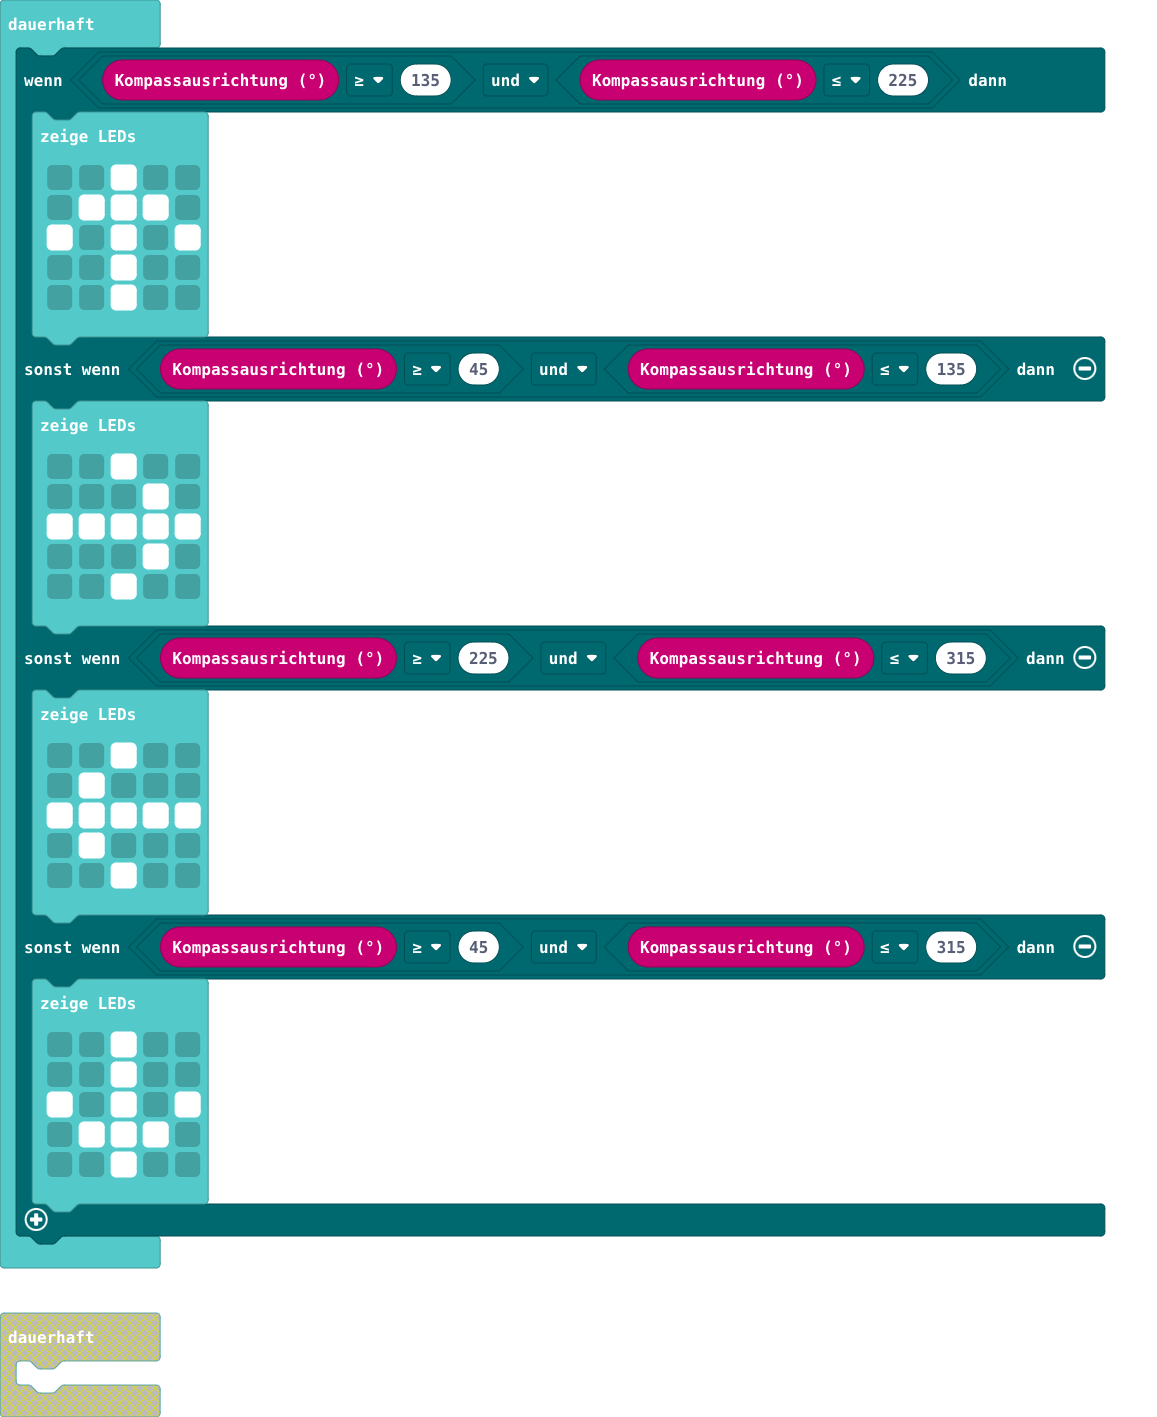 dauerhaft
wenn Kompassausrichtung (°) ≥ 135 und Kompassausrichtung (°) ≤ 225 dann
zeige LEDs
sonst wenn Kompassausrichtung (°) ≥ 45 und Kompassausrichtung (°) ≤ 135 dann
zeige LEDs
sonst wenn Kompassausrichtung (°) ≥ 225 und Kompassausrichtung (°) ≤ 315 dann
zeige LEDs
sonst wenn Kompassausrichtung (°) ≥ 45 und Kompassausrichtung (°) ≤ 315 dann
zeige LEDs
dauerhaft